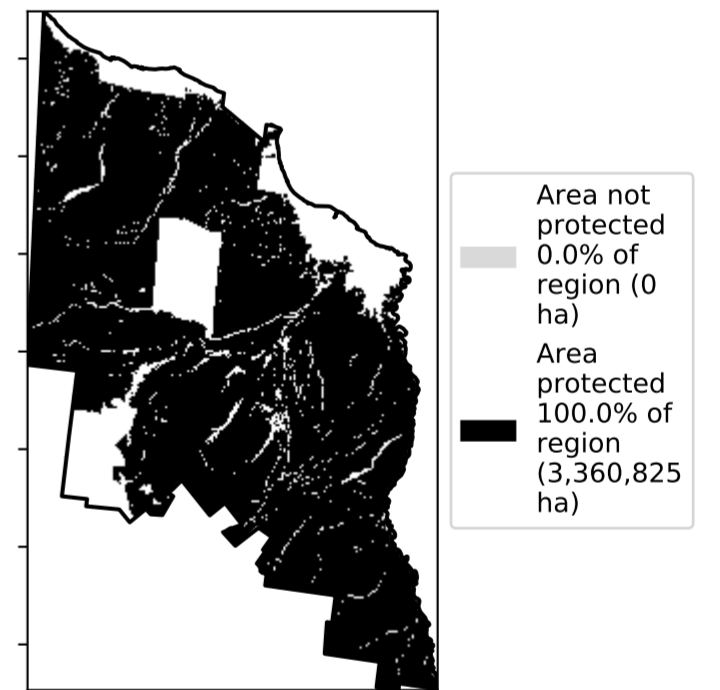 Area not
protected
0.0% of
region (0
ha)
Area
protected
100.0% of
region
(3,360,825
ha)